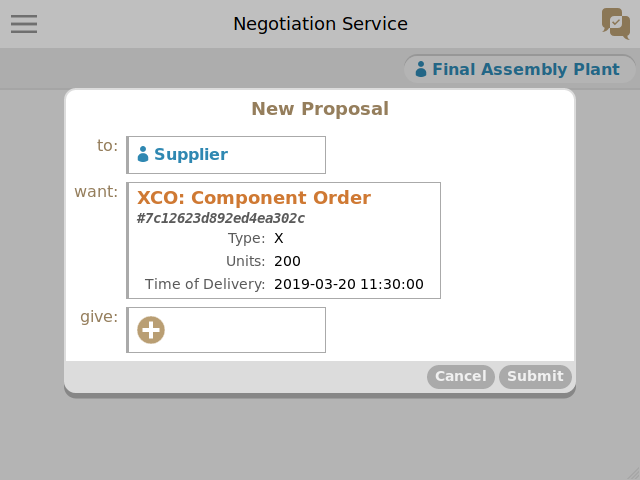 Negotiation Service
Final Assembly Plant
New Proposal
to:
Supplier
want:
XCO: Component Order
#7c12623d892ed4ea302c
Type: X
Units: 200
Time of Delivery: 2019-03-20 11:30:00
give:
Cancel
Submit